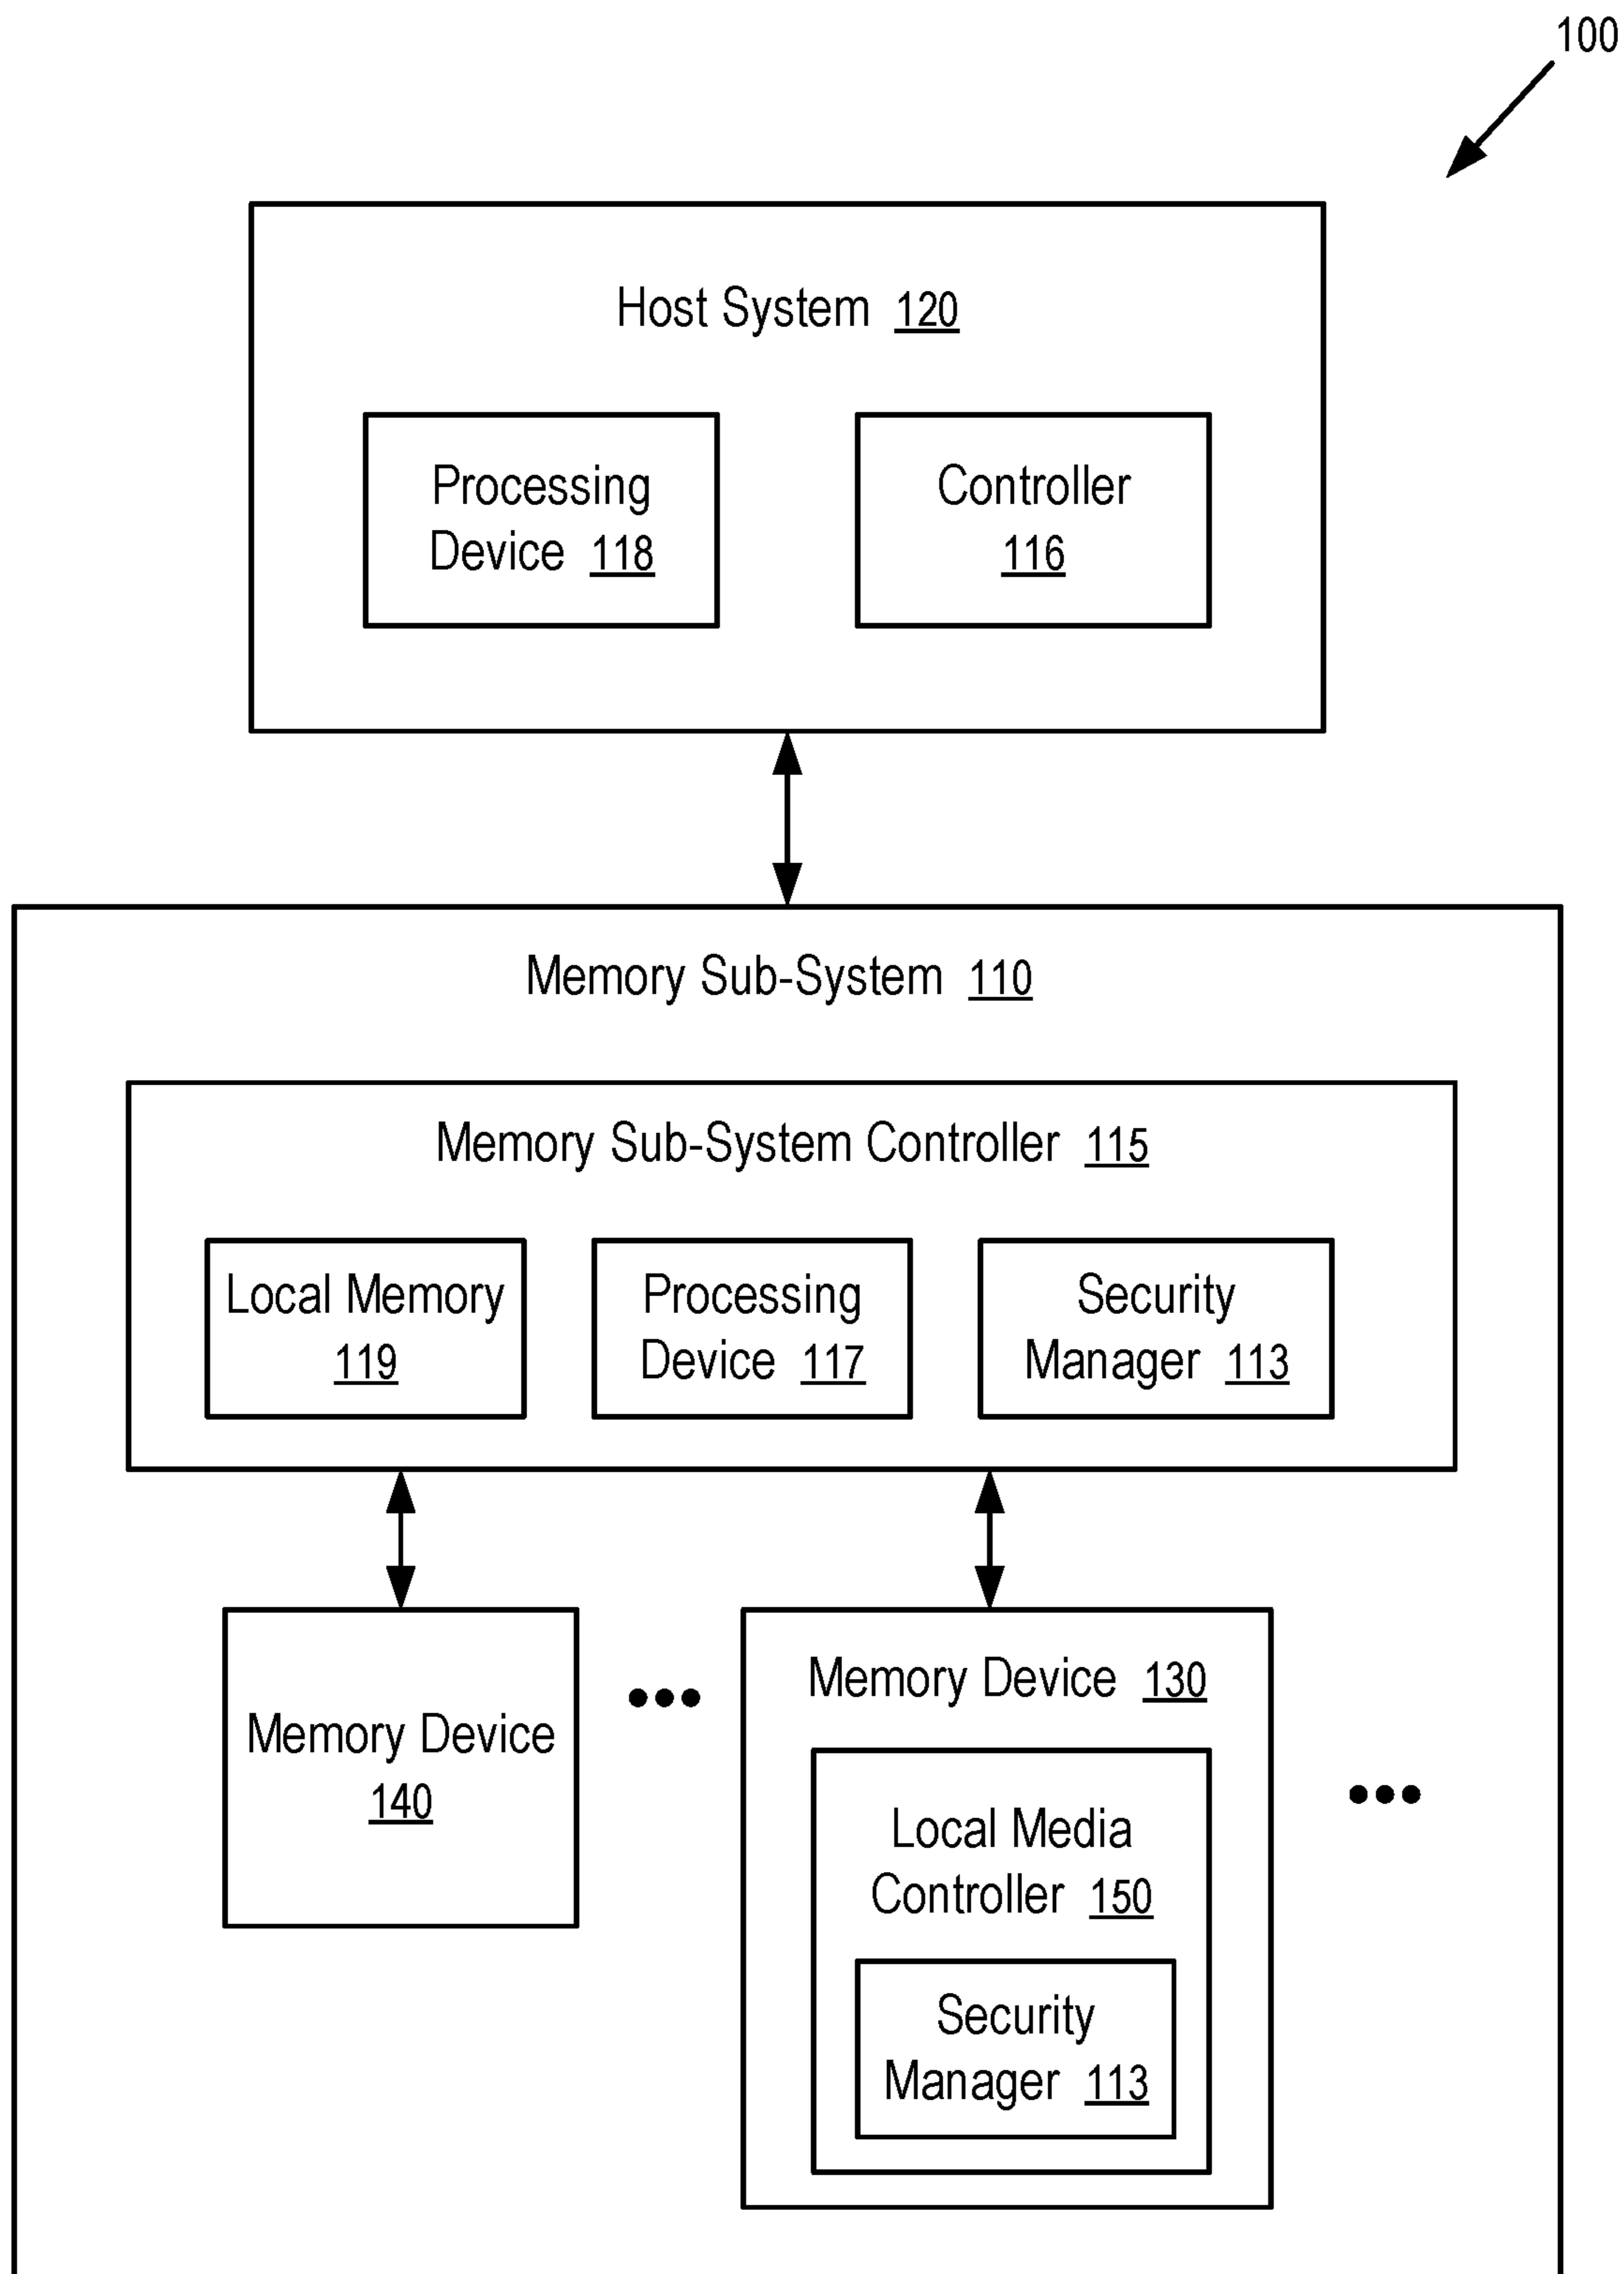 100
Host System 120
Processing
Device 118
Controller
116
Memory Sub-System 110
Memory Sub-System Controller 115
Local Memory
119
Processing
Device 117
Security
Manager 113
Memory Device
140
Memory Device 130
Local Media
Controller 150
Security
Manager 113